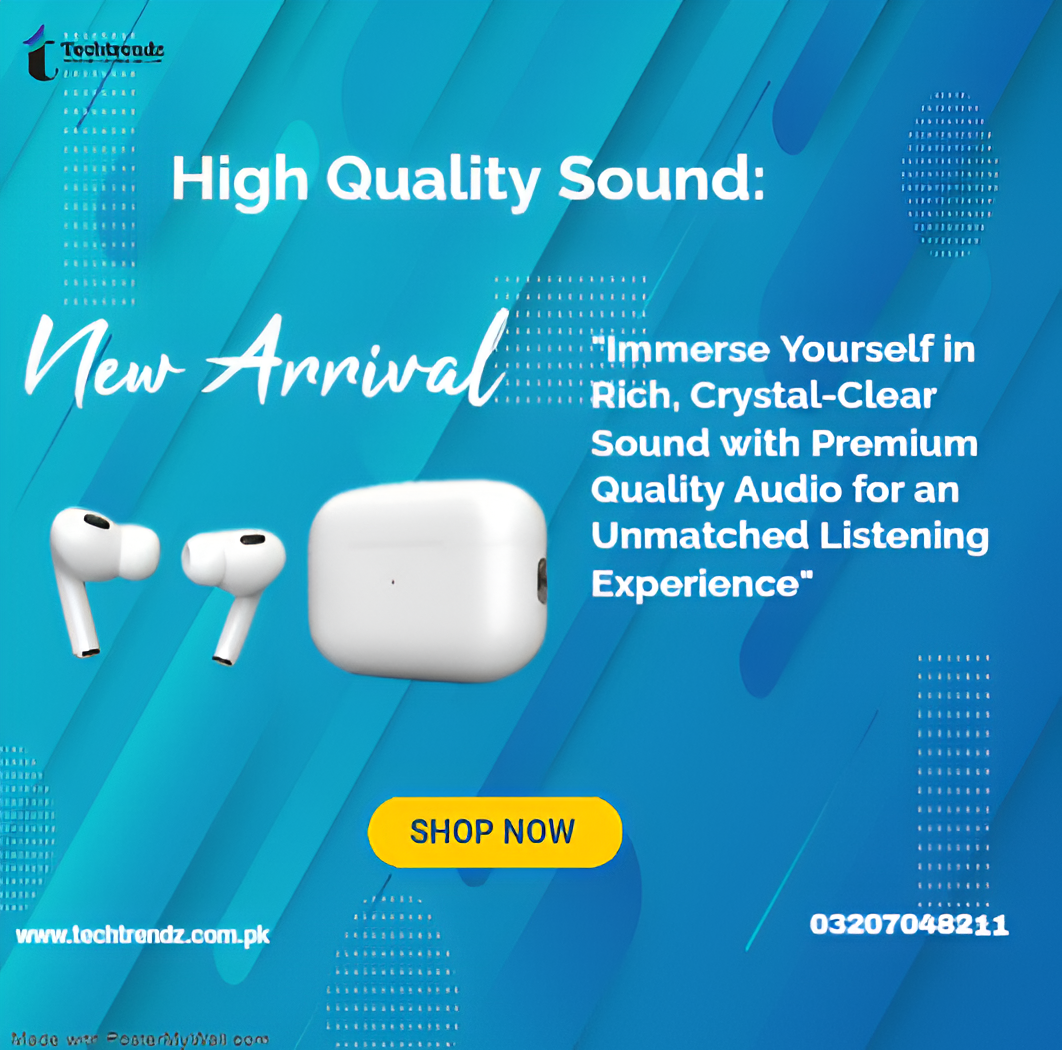 Techtrendz
High Quality Sound:
New Arrival
"Immerse Yourself in
Rich, Crystal-Clear
Sound with Premium
Quality Audio for an
Unmatched Listening
Experience"
SHOP NOW
www.techtrendz.com.pk
03207048211
Made with PosterMyWall.com